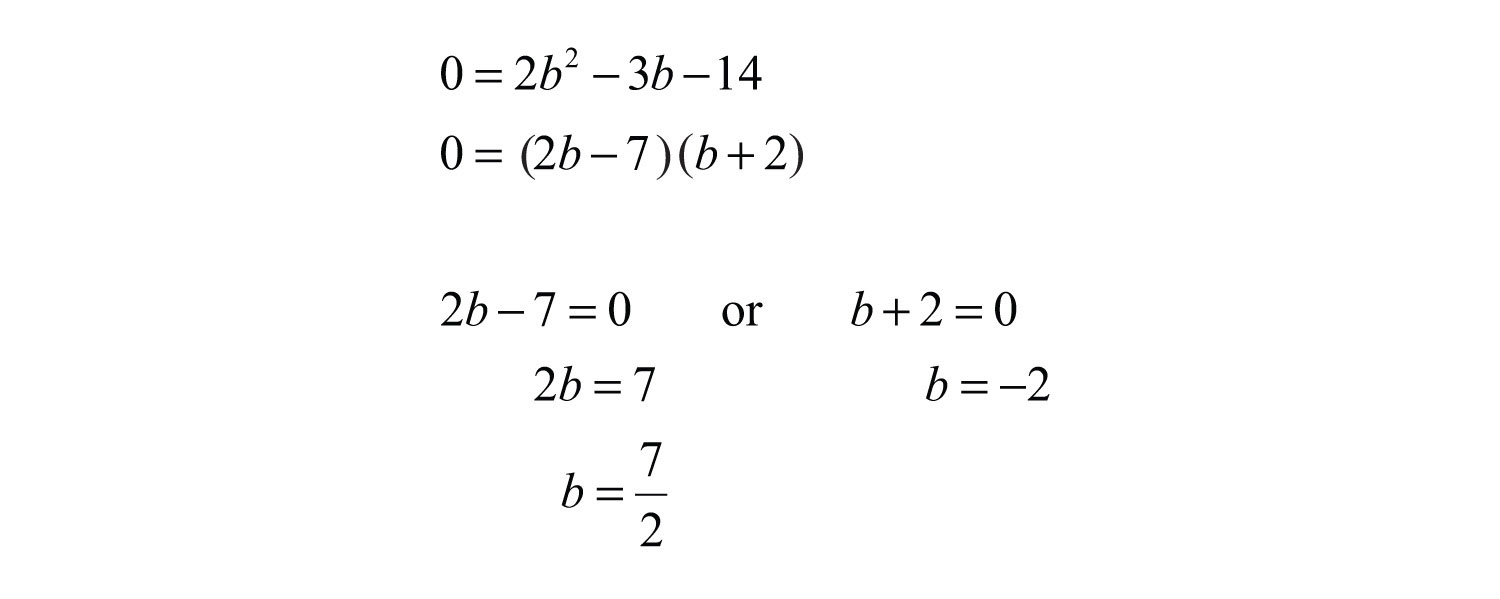 0 = 2b² − 3b − 14
0 = (2b − 7)(b + 2)
2b − 7 = 0 or b + 2 = 0
2b = 7 b = −2
b = 7/2